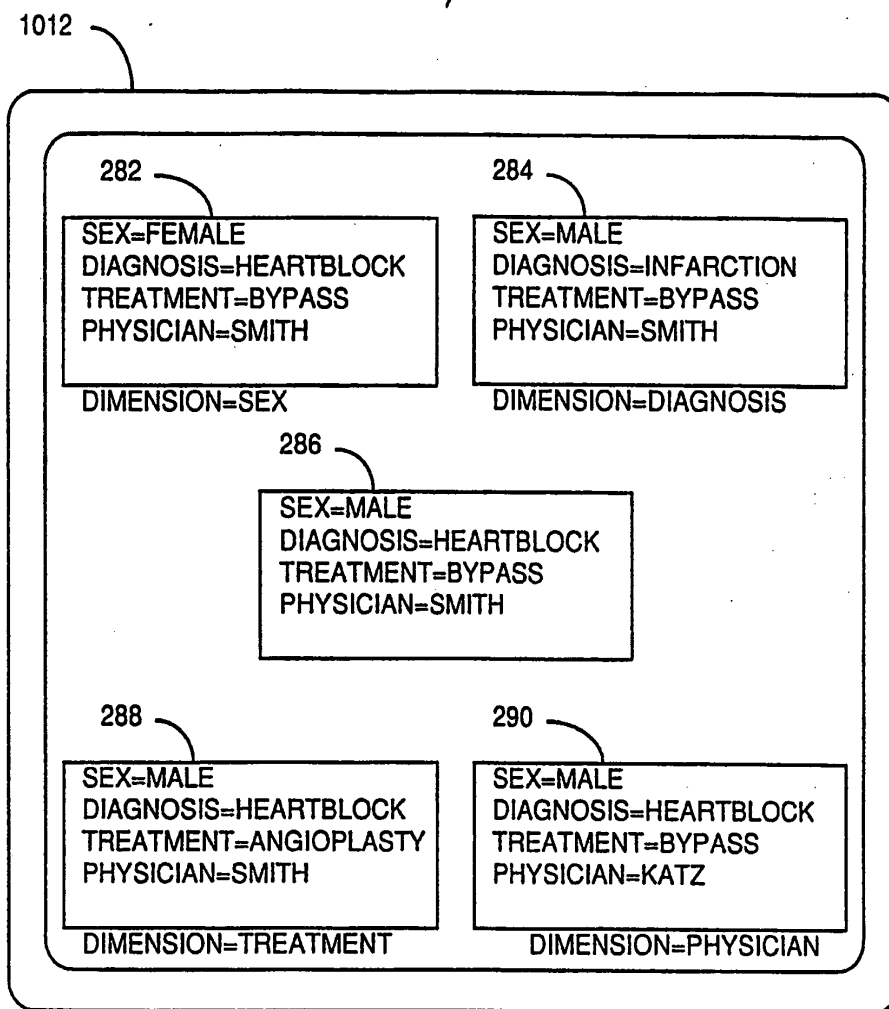 1012
282
SEX=FEMALE
DIAGNOSIS=HEARTBLOCK
TREATMENT=BYPASS
PHYSICIAN=SMITH
DIMENSION=SEX
284
SEX=MALE
DIAGNOSIS=INFARCTION
TREATMENT=BYPASS
PHYSICIAN=SMITH
DIMENSION=DIAGNOSIS
286
SEX=MALE
DIAGNOSIS=HEARTBLOCK
TREATMENT=BYPASS
PHYSICIAN=SMITH
288
SEX=MALE
DIAGNOSIS=HEARTBLOCK
TREATMENT=ANGIOPLASTY
PHYSICIAN=SMITH
DIMENSION=TREATMENT
290
SEX=MALE
DIAGNOSIS=HEARTBLOCK
TREATMENT=BYPASS
PHYSICIAN=KATZ
DIMENSION=PHYSICIAN